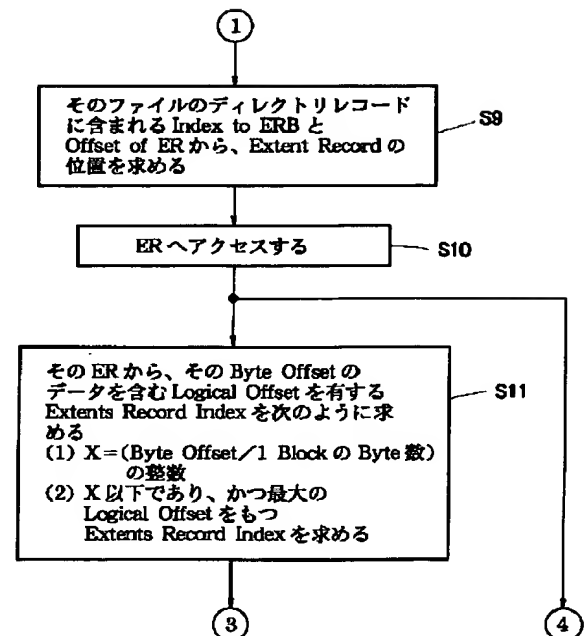 1
そのファイルのディレクトリレコード
に含まれる Index to ERB と
Offset of ER から、Extent Record の
位置を求める
S9
ER へアクセスする
S10
その ER から、その Byte Offset の
データを含む Logical Offset を有する
Extents Record Index を次のように求
める
(1) X=(Byte Offset/1 Block の Byte 数)
の整数
(2) X 以下であり、かつ最大の
Logical Offset をもつ
Extents Record Index を求める
S11
3
4